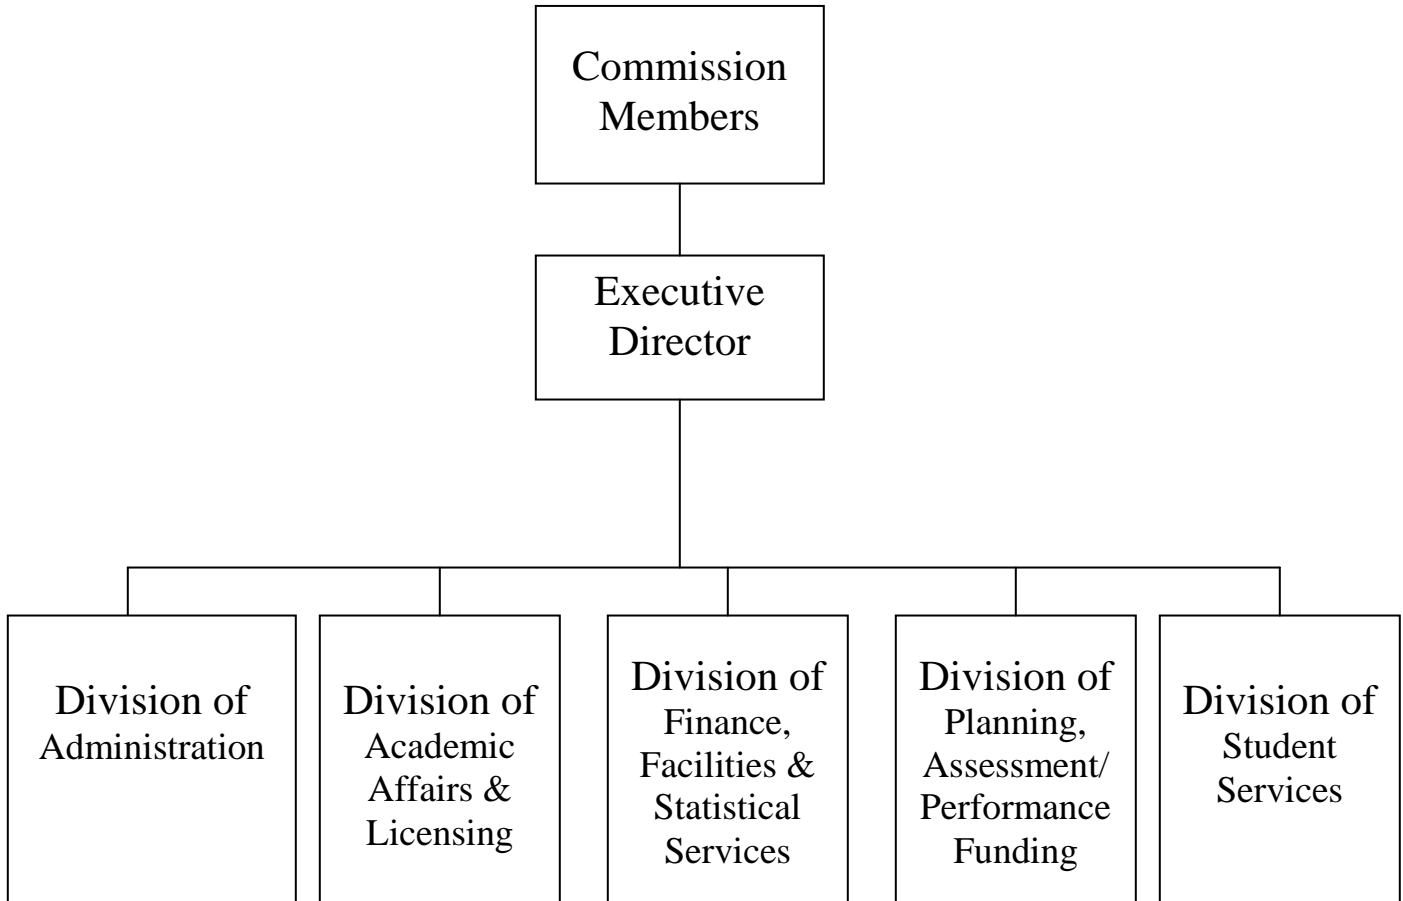 Commission
Members
Executive
Director
Division of
Administration
Division of
Academic
Affairs &
Licensing
Division of
Finance,
Facilities &
Statistical
Services
Division of
Planning,
Assessment/
Performance
Funding
Division of
Student
Services